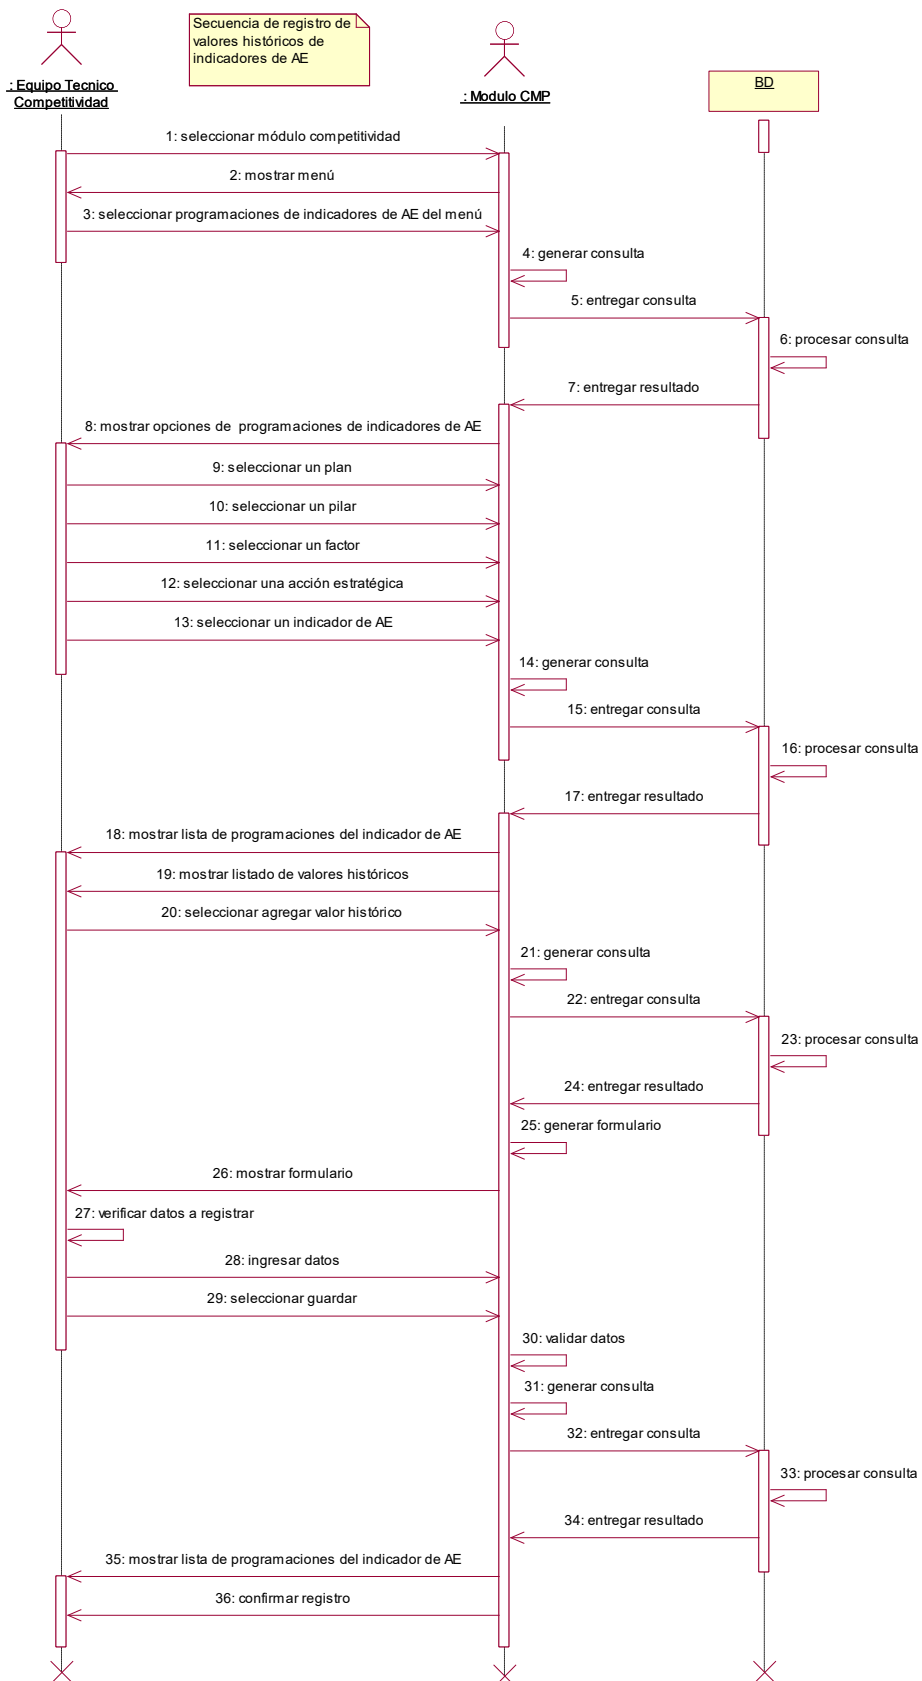 Secuencia de registro de
valores históricos de
indicadores de AE
: Equipo Tecnico
Competitividad
: Modulo CMP
BD
1: seleccionar módulo competitividad
2: mostrar menú
3: seleccionar programaciones de indicadores de AE del menú
4: generar consulta
5: entregar consulta
6: procesar consulta
7: entregar resultado
8: mostrar opciones de  programaciones de indicadores de AE
9: seleccionar un plan
10: seleccionar un pilar
11: seleccionar un factor
12: seleccionar una acción estratégica
13: seleccionar un indicador de AE
14: generar consulta
15: entregar consulta
16: procesar consulta
17: entregar resultado
18: mostrar lista de programaciones del indicador de AE
19: mostrar listado de valores históricos
20: seleccionar agregar valor histórico
21: generar consulta
22: entregar consulta
23: procesar consulta
24: entregar resultado
25: generar formulario
26: mostrar formulario
27: verificar datos a registrar
28: ingresar datos
29: seleccionar guardar
30: validar datos
31: generar consulta
32: entregar consulta
33: procesar consulta
34: entregar resultado
35: mostrar lista de programaciones del indicador de AE
36: confirmar registro